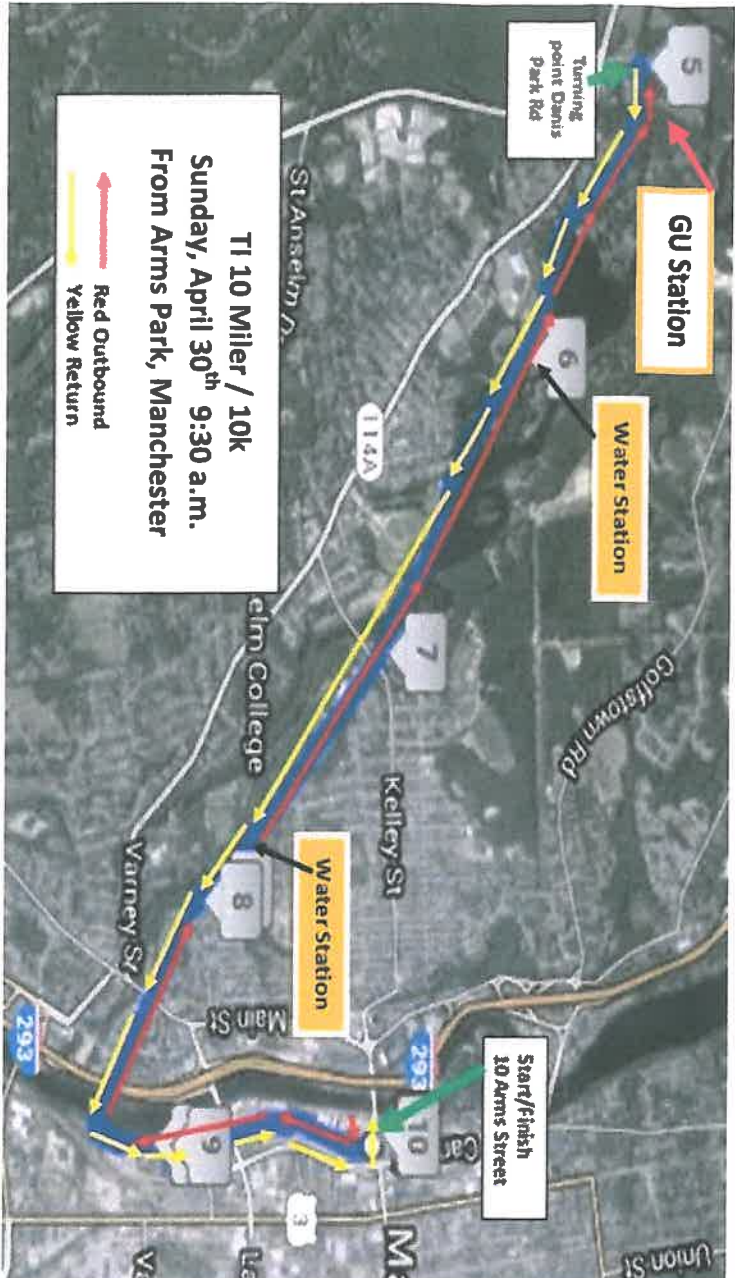 5
GU Station
Turning
point Danis
Park Rd
6
Water Station
Goffstown Rd
St Anselm D
114A
7
Kelley St
elm College
Water Station
8
Varney St
Main St
293
293
Start/Finish
10 Arms Street
10
Car
9
3
Union St
TI 10 Miler / 10k
Sunday, April 30th 9:30 a.m.
From Arms Park, Manchester
Red Outbound
Yellow Return